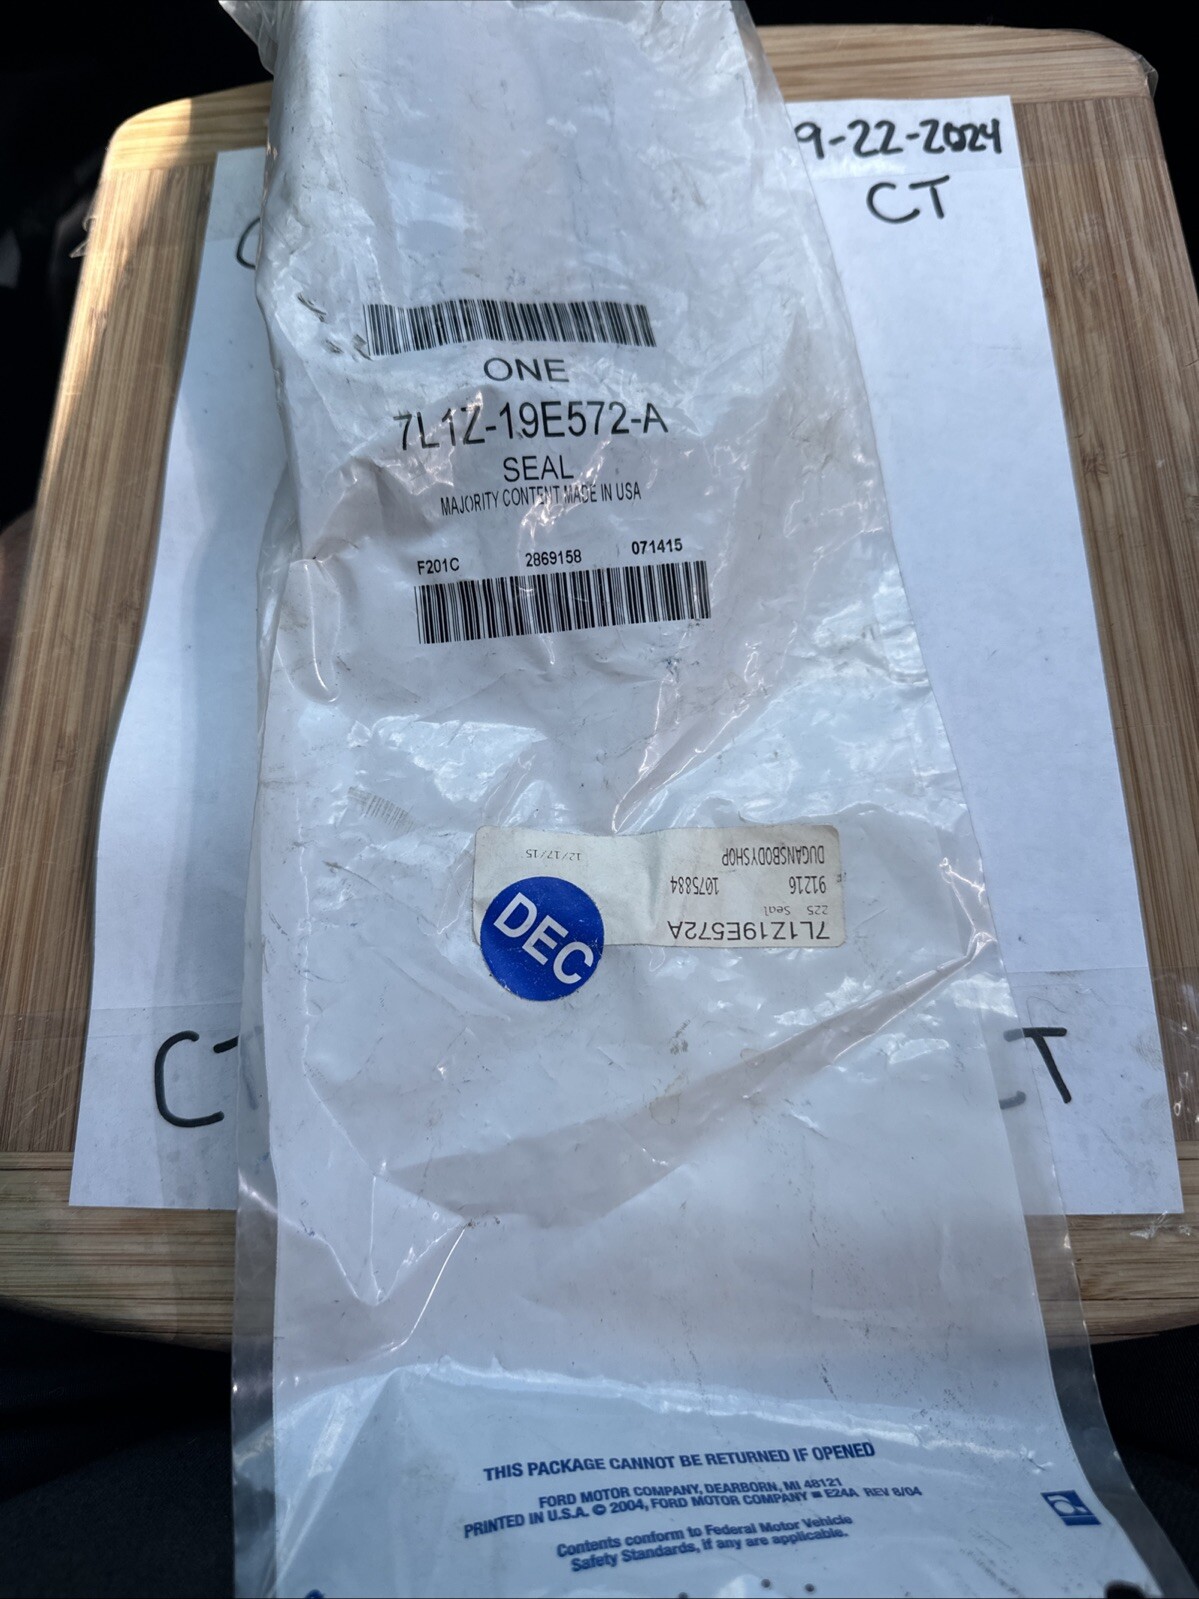 9-22-2024
CT
ONE
7L1Z-19E572-A
SEAL
MAJORITY CONTENT MADE IN USA
F201C 2869158 071415
7L1Z19E572A
225 Seal
91216 1075884
DUGANSBODYSHOP
12/17/15
DEC
CT
CT
THIS PACKAGE CANNOT BE RETURNED IF OPENED
FORD MOTOR COMPANY, DEARBORN, MI 48121
PRINTED IN U.S.A. © 2004, FORD MOTOR COMPANY ■ E24A REV 8/04
Contents conform to Federal Motor Vehicle
Safety Standards, if any are applicable.